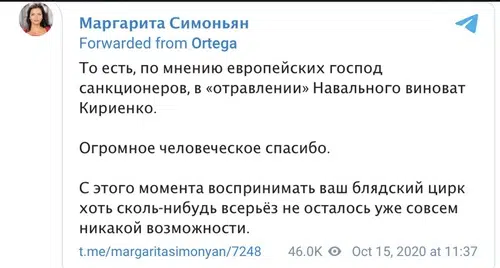 Маргарита Симоньян
Forwarded from Ortega
То есть, по мнению европейских господ
санкционеров, в «отравлении» Навального виноват
Кириенко.
Огромное человеческое спасибо.
С этого момента воспринимать ваш блядский цирк
хоть сколь-нибудь всерьёз не осталось уже совсем
никакой возможности.
t.me/margaritasimonyan/7248 46.0K Oct 15, 2020 at 11:37